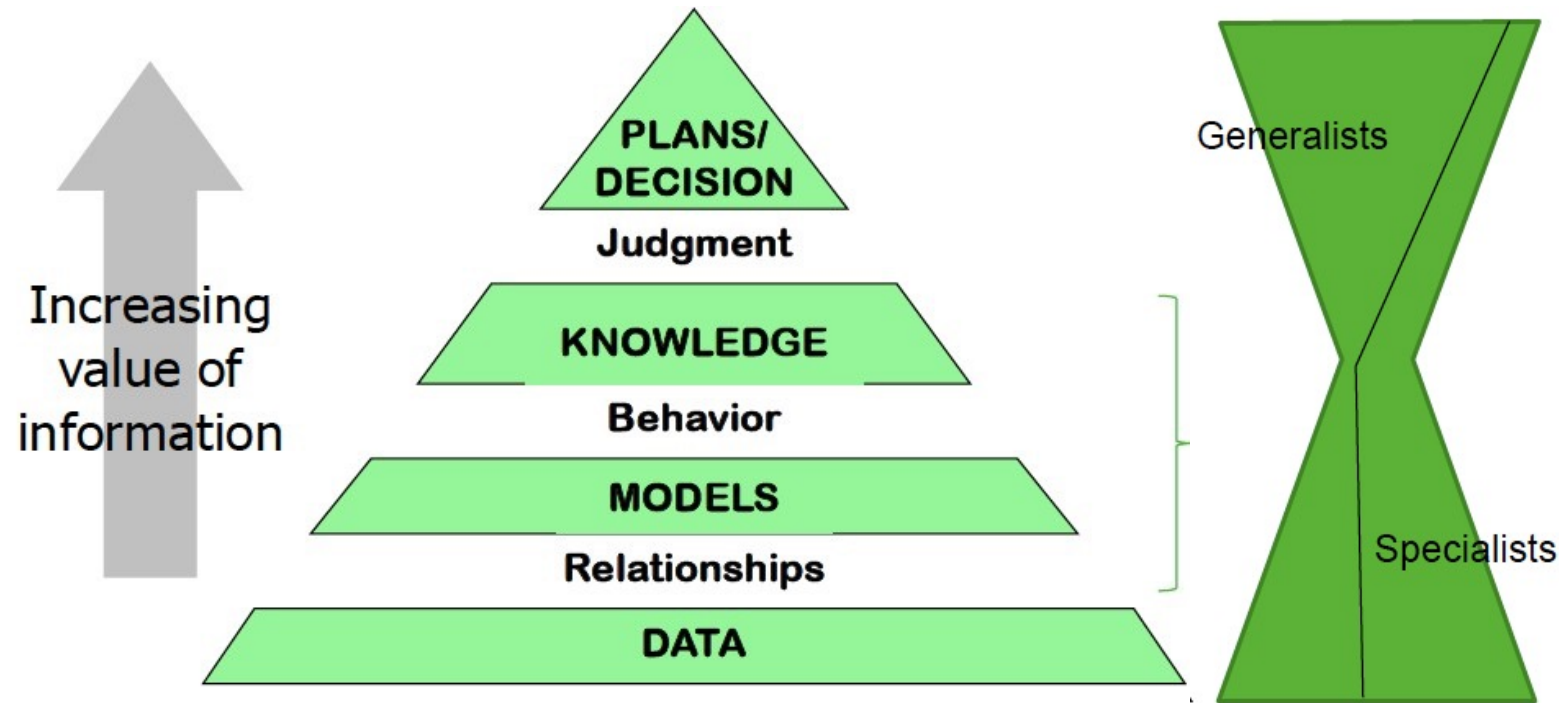 PLANS/
DECISION
Judgment
KNOWLEDGE
Behavior
MODELS
Relationships
DATA
Increasing
value of
information
Generalists
Specialists